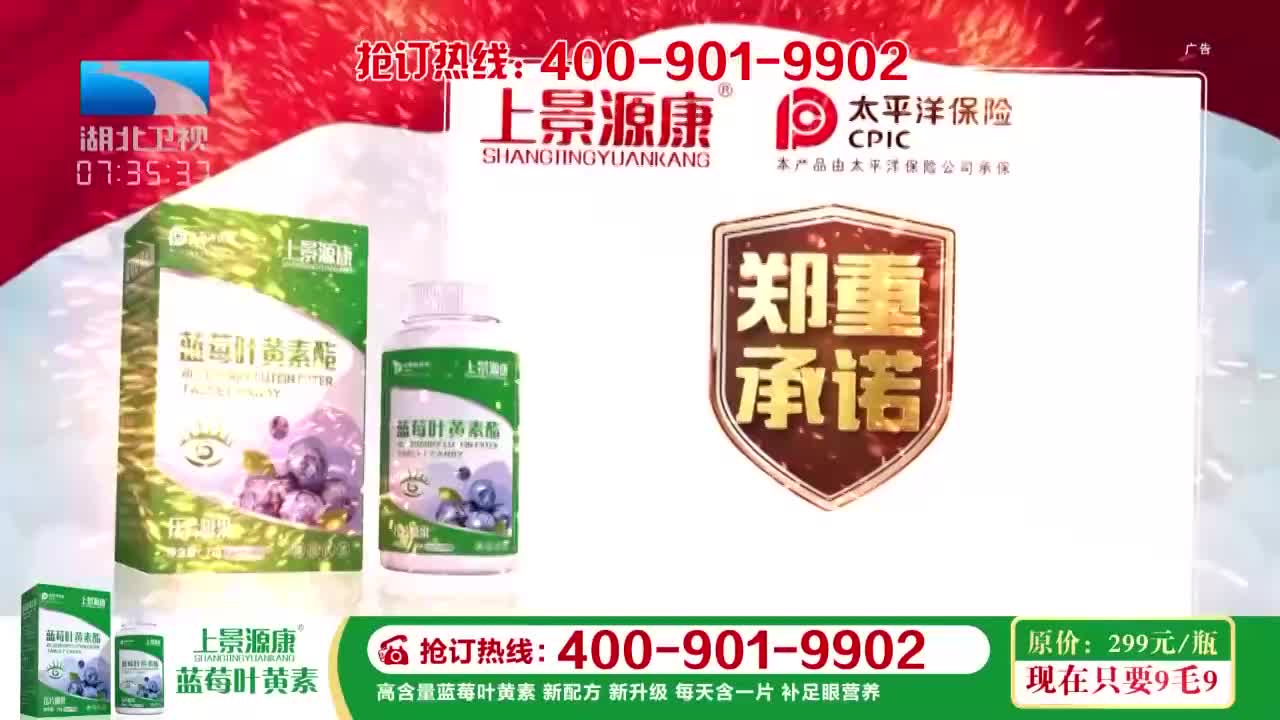 抢订热线:400-901-9902
广告
湖北卫视
07:35:37
上景源康®
SHANGJINGYUANKANG
太平洋保险
CPIC
本产品由太平洋保险公司承保
郑重
承诺
上景源康
蓝莓叶黄素酯
压片糖果
上景源康
蓝莓叶黄素酯
上景源康
蓝莓叶黄素酯
上景源康®
SHANGJINGYUANKANG
蓝莓叶黄素
抢订热线:400-901-9902
高含量蓝莓叶黄素 新配方 新升级 每天含一片 补足眼营养
原价:299元/瓶
现在只要9毛9